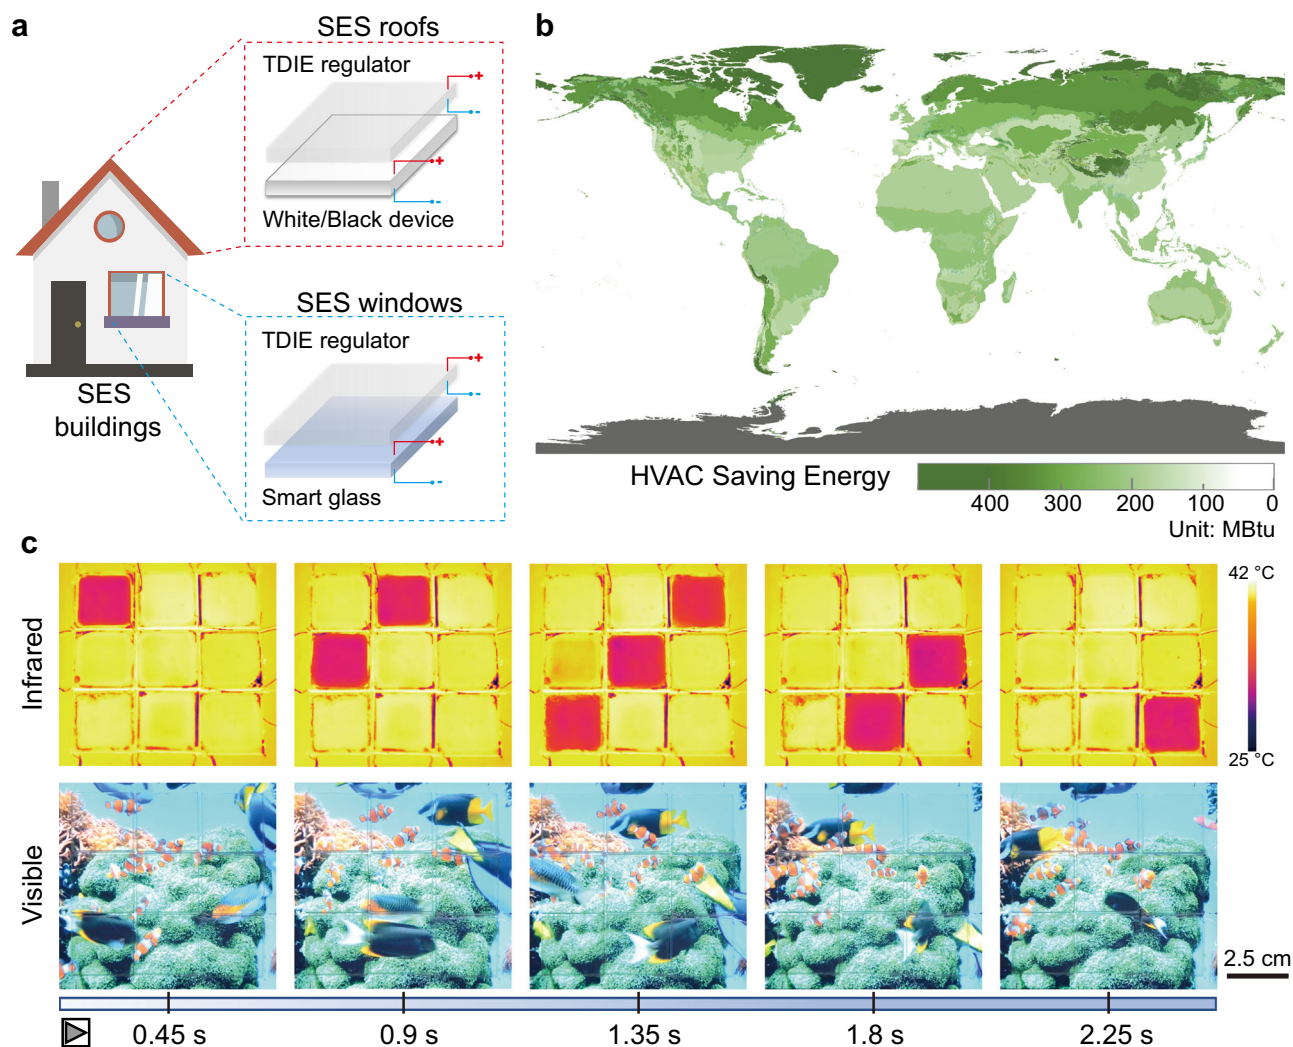 a
SES roofs
TDIE regulator
+
-
+
-
White/Black device
SES windows
TDIE regulator
+
-
+
-
Smart glass
SES
buildings
b
HVAC Saving Energy
400 300 200 100 0
Unit: MBtu
c
Infrared
42 °C
25 °C
Visible
2.5 cm
0.45 s 0.9 s 1.35 s 1.8 s 2.25 s